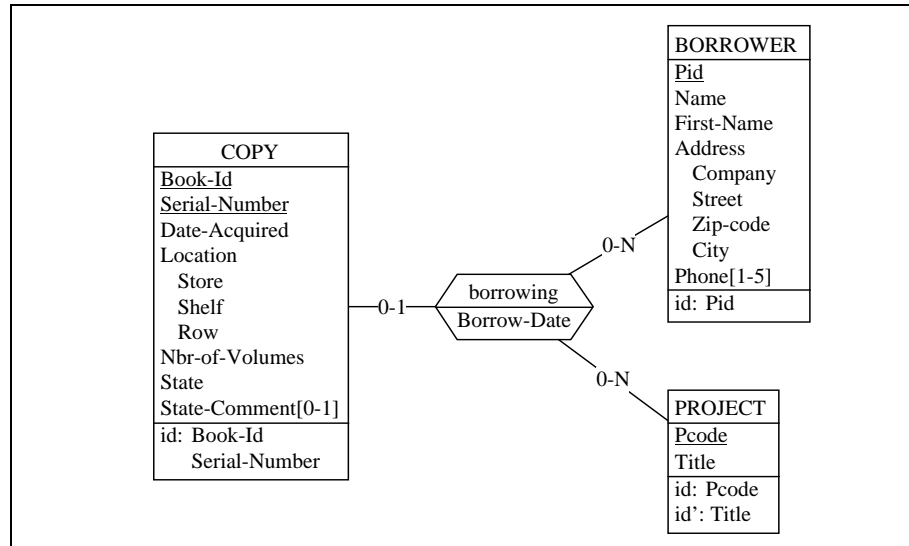 COPY
Book-Id
Serial-Number
Date-Acquired
Location
Store
Shelf
Row
Nbr-of-Volumes
State
State-Comment[0-1]
id: Book-Id
Serial-Number
0-1
borrowing
Borrow-Date
0-N
BORROWER
Pid
Name
First-Name
Address
Company
Street
Zip-code
City
Phone[1-5]
id: Pid
0-N
PROJECT
Pcode
Title
id: Pcode
id’: Title